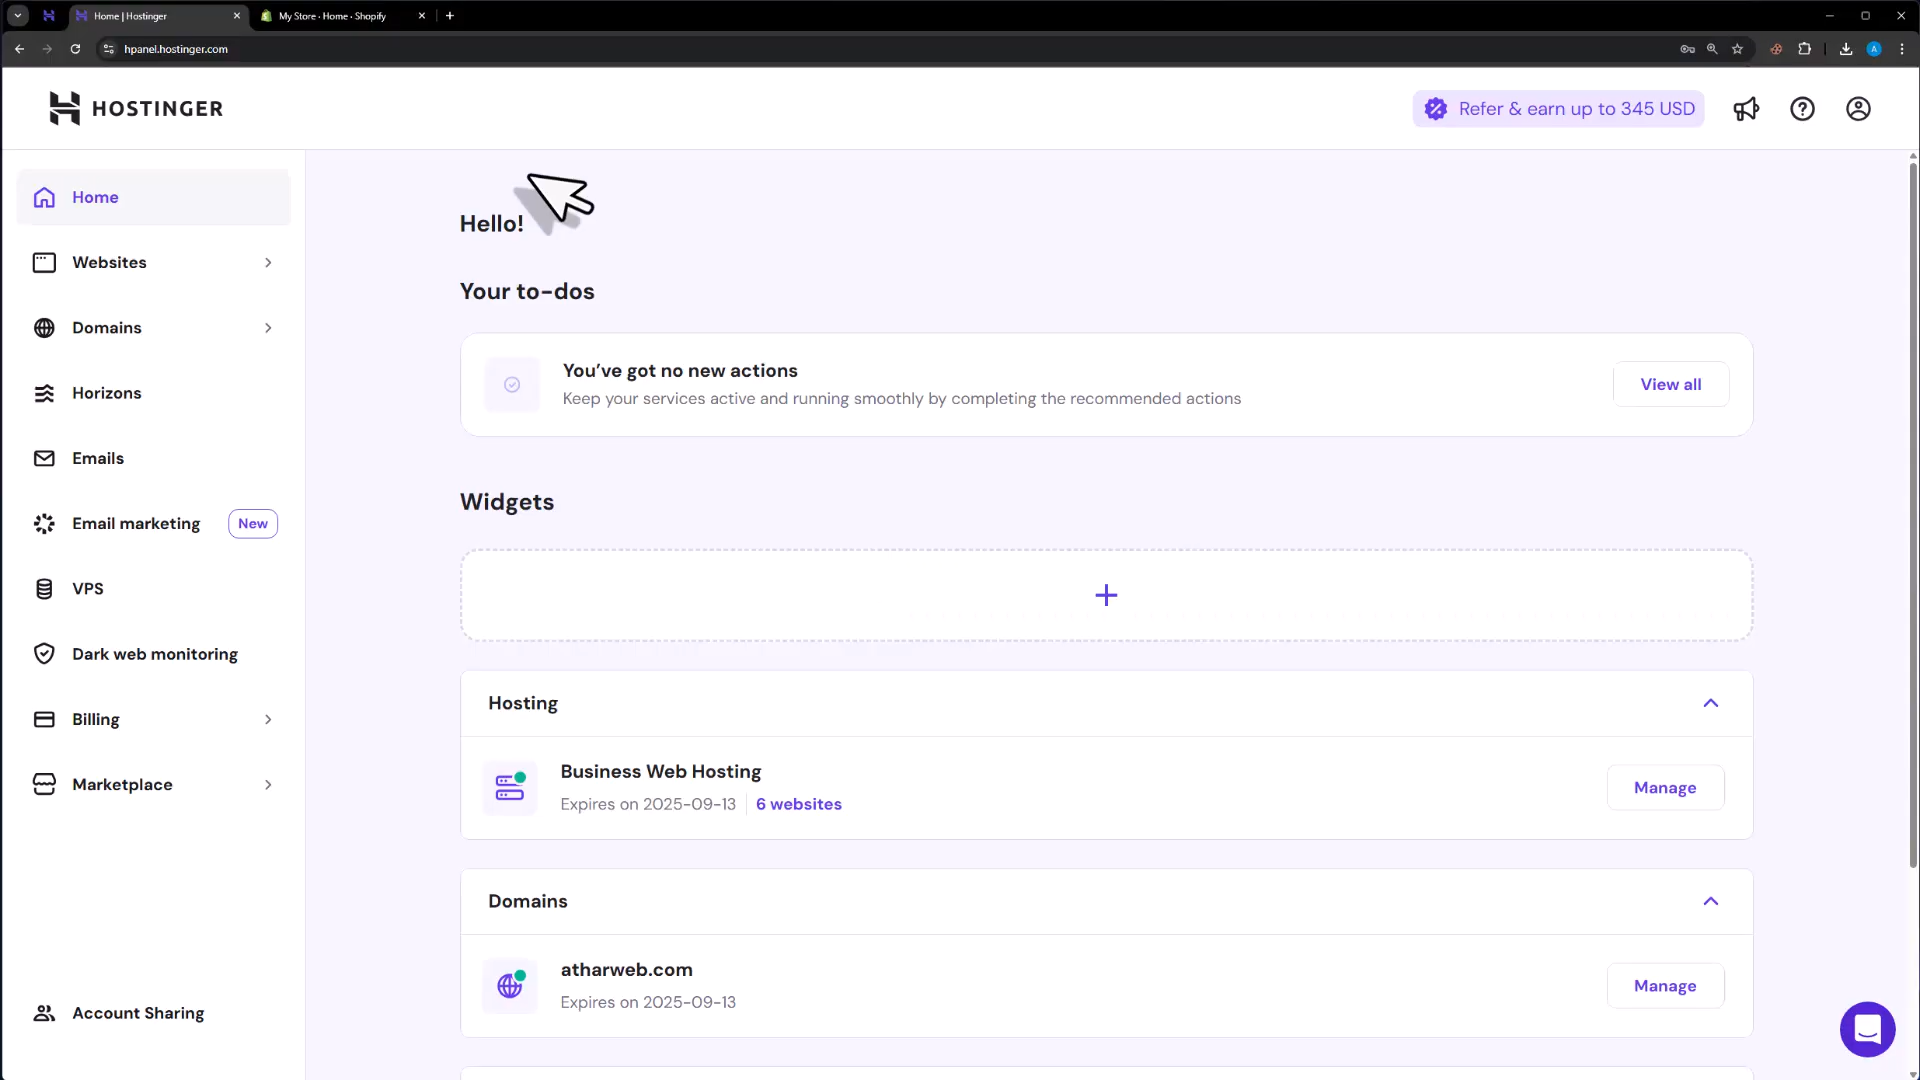 Home | Hostinger
My Store · Home · Shopify
hpanel.hostinger.com
A
HOSTINGER
Refer & earn up to 345 USD
Home
Websites
Domains
Horizons
Emails
Email marketing
New
VPS
Dark web monitoring
Billing
Marketplace
Account Sharing
Hello!
Your to-dos
You've got no new actions
Keep your services active and running smoothly by completing the recommended actions
View all
Widgets
Hosting
Business Web Hosting
Expires on 2025-09-13
6 websites
Manage
Domains
atharweb.com
Expires on 2025-09-13
Manage